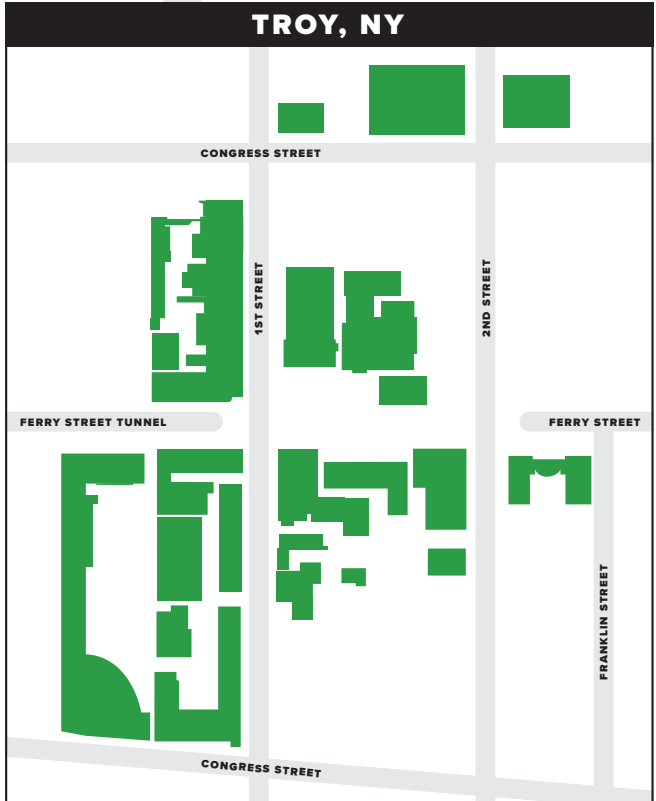 TROY, NY
CONGRESS STREET
1ST STREET
2ND STREET
FERRY STREET TUNNEL
FERRY STREET
FRANKLIN STREET
CONGRESS STREET